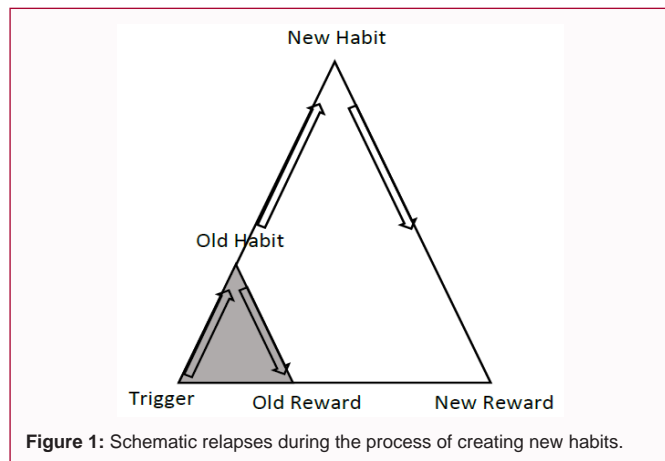 New Habit
Old Habit
Trigger
Old Reward
New Reward
Figure 1: Schematic relapses during the process of creating new habits.